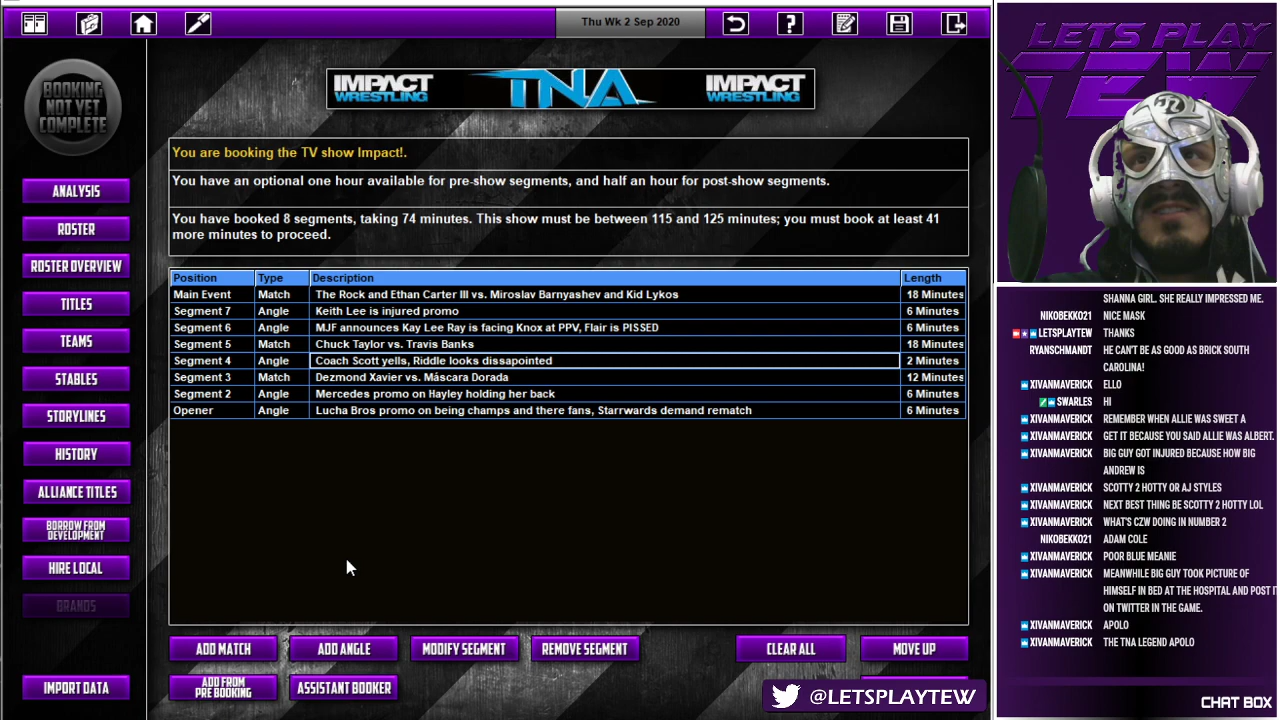 Thu Wk 2 Sep 2020
LETS PLAY
TEW
BOOKING
NOT YET
COMPLETE
IMPACT
WRESTLING
TNA
IMPACT
WRESTLING
You are booking the TV show Impact!.
You have an optional one hour available for pre-show segments, and half an hour for post-show segments.
You have booked 8 segments, taking 74 minutes. This show must be between 115 and 125 minutes; you must book at least 41
more minutes to proceed.
ANALYSIS
ROSTER
ROSTER OVERVIEW
TITLES
TEAMS
STABLES
STORYLINES
HISTORY
ALLIANCE TITLES
BORROW FROM
DEVELOPMENT
HIRE LOCAL
BRANDS
IMPORT DATA
Position Type Description Length
Main Event Match The Rock and Ethan Carter III vs. Miroslav Barnyashev and Kid Lykos 18 Minutes
Segment 7 Angle Keith Lee is injured promo 6 Minutes
Segment 6 Angle MJF announces Kay Lee Ray is facing Knox at PPV, Flair is PISSED 6 Minutes
Segment 5 Match Chuck Taylor vs. Travis Banks 18 Minutes
Segment 4 Angle Coach Scott yells, Riddle looks dissapointed 2 Minutes
Segment 3 Match Dezmond Xavier vs. Máscara Dorada 12 Minutes
Segment 2 Angle Mercedes promo on Hayley holding her back 6 Minutes
Opener Angle Lucha Bros promo on being champs and there fans, Starrwards demand rematch 6 Minutes
ADD MATCH
ADD ANGLE
MODIFY SEGMENT
REMOVE SEGMENT
CLEAR ALL
MOVE UP
ADD FROM
PRE BOOKING
ASSISTANT BOOKER
@LETSPLAYTEW
SHANNA GIRL. SHE REALLY IMPRESSED ME.
NIKOBEKKO21 NICE MASK
LETSPLAYTEW THANKS
RYANSCHMANDT HE CAN'T BE AS GOOD AS BRICK SOUTH
CAROLINA!
XIVANMAVERICK ELLO
SWARLES HI
XIVANMAVERICK REMEMBER WHEN ALLIE WAS SWEET A
XIVANMAVERICK GET IT BECAUSE YOU SAID ALLIE WAS ALBERT.
XIVANMAVERICK BIG GUY GOT INJURED BECAUSE HOW BIG
ANDREW IS
XIVANMAVERICK SCOTTY 2 HOTTY OR AJ STYLES
XIVANMAVERICK NEXT BEST THING BE SCOTTY 2 HOTTY LOL
XIVANMAVERICK WHAT'S CZW DOING IN NUMBER 2
NIKOBEKKO21 ADAM COLE
XIVANMAVERICK POOR BLUE MEANIE
XIVANMAVERICK MEANWHILE BIG GUY TOOK PICTURE OF
HIMSELF IN BED AT THE HOSPITAL AND POST IT
ON TWITTER IN THE GAME.
XIVANMAVERICK APOLO
XIVANMAVERICK THE TNA LEGEND APOLO
CHAT BOX